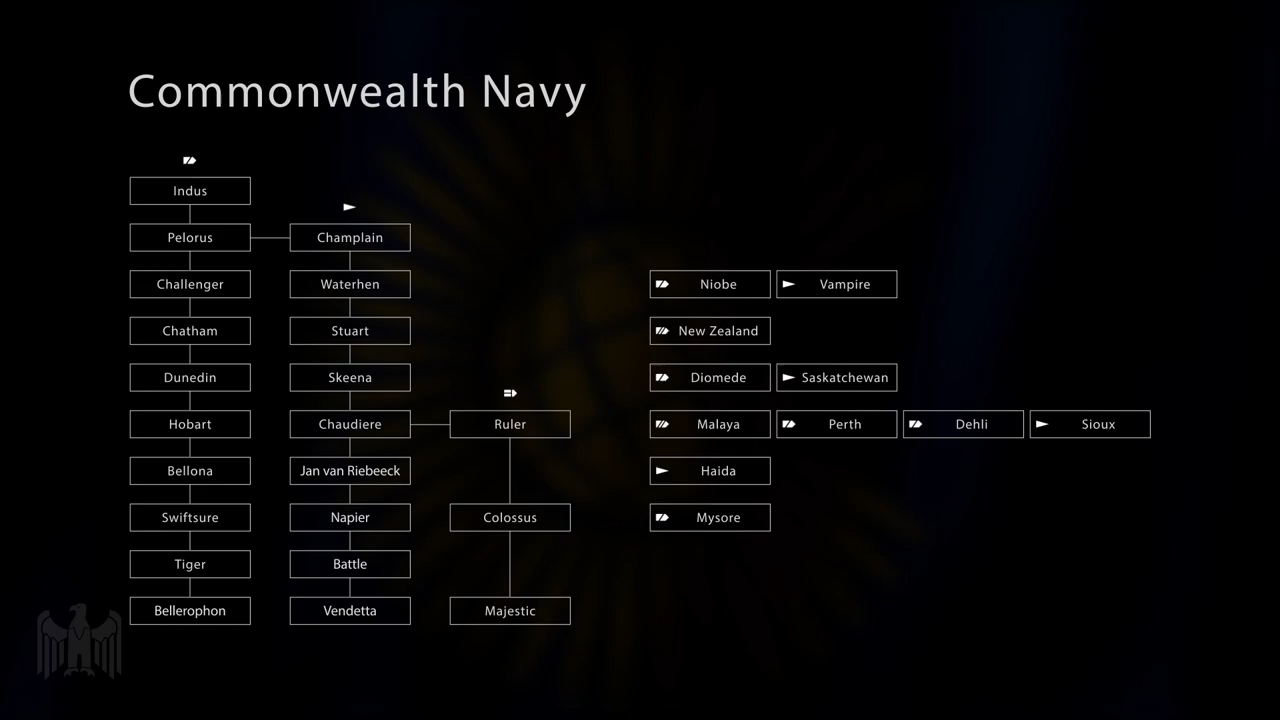 Commonwealth Navy
Indus
Pelorus
Champlain
Challenger
Waterhen
Niobe
Vampire
Chatham
Stuart
New Zealand
Dunedin
Skeena
Diomede
Saskatchewan
Hobart
Chaudiere
Ruler
Malaya
Perth
Dehli
Sioux
Bellona
Jan van Riebeeck
Haida
Swiftsure
Napier
Colossus
Mysore
Tiger
Battle
Bellerophon
Vendetta
Majestic